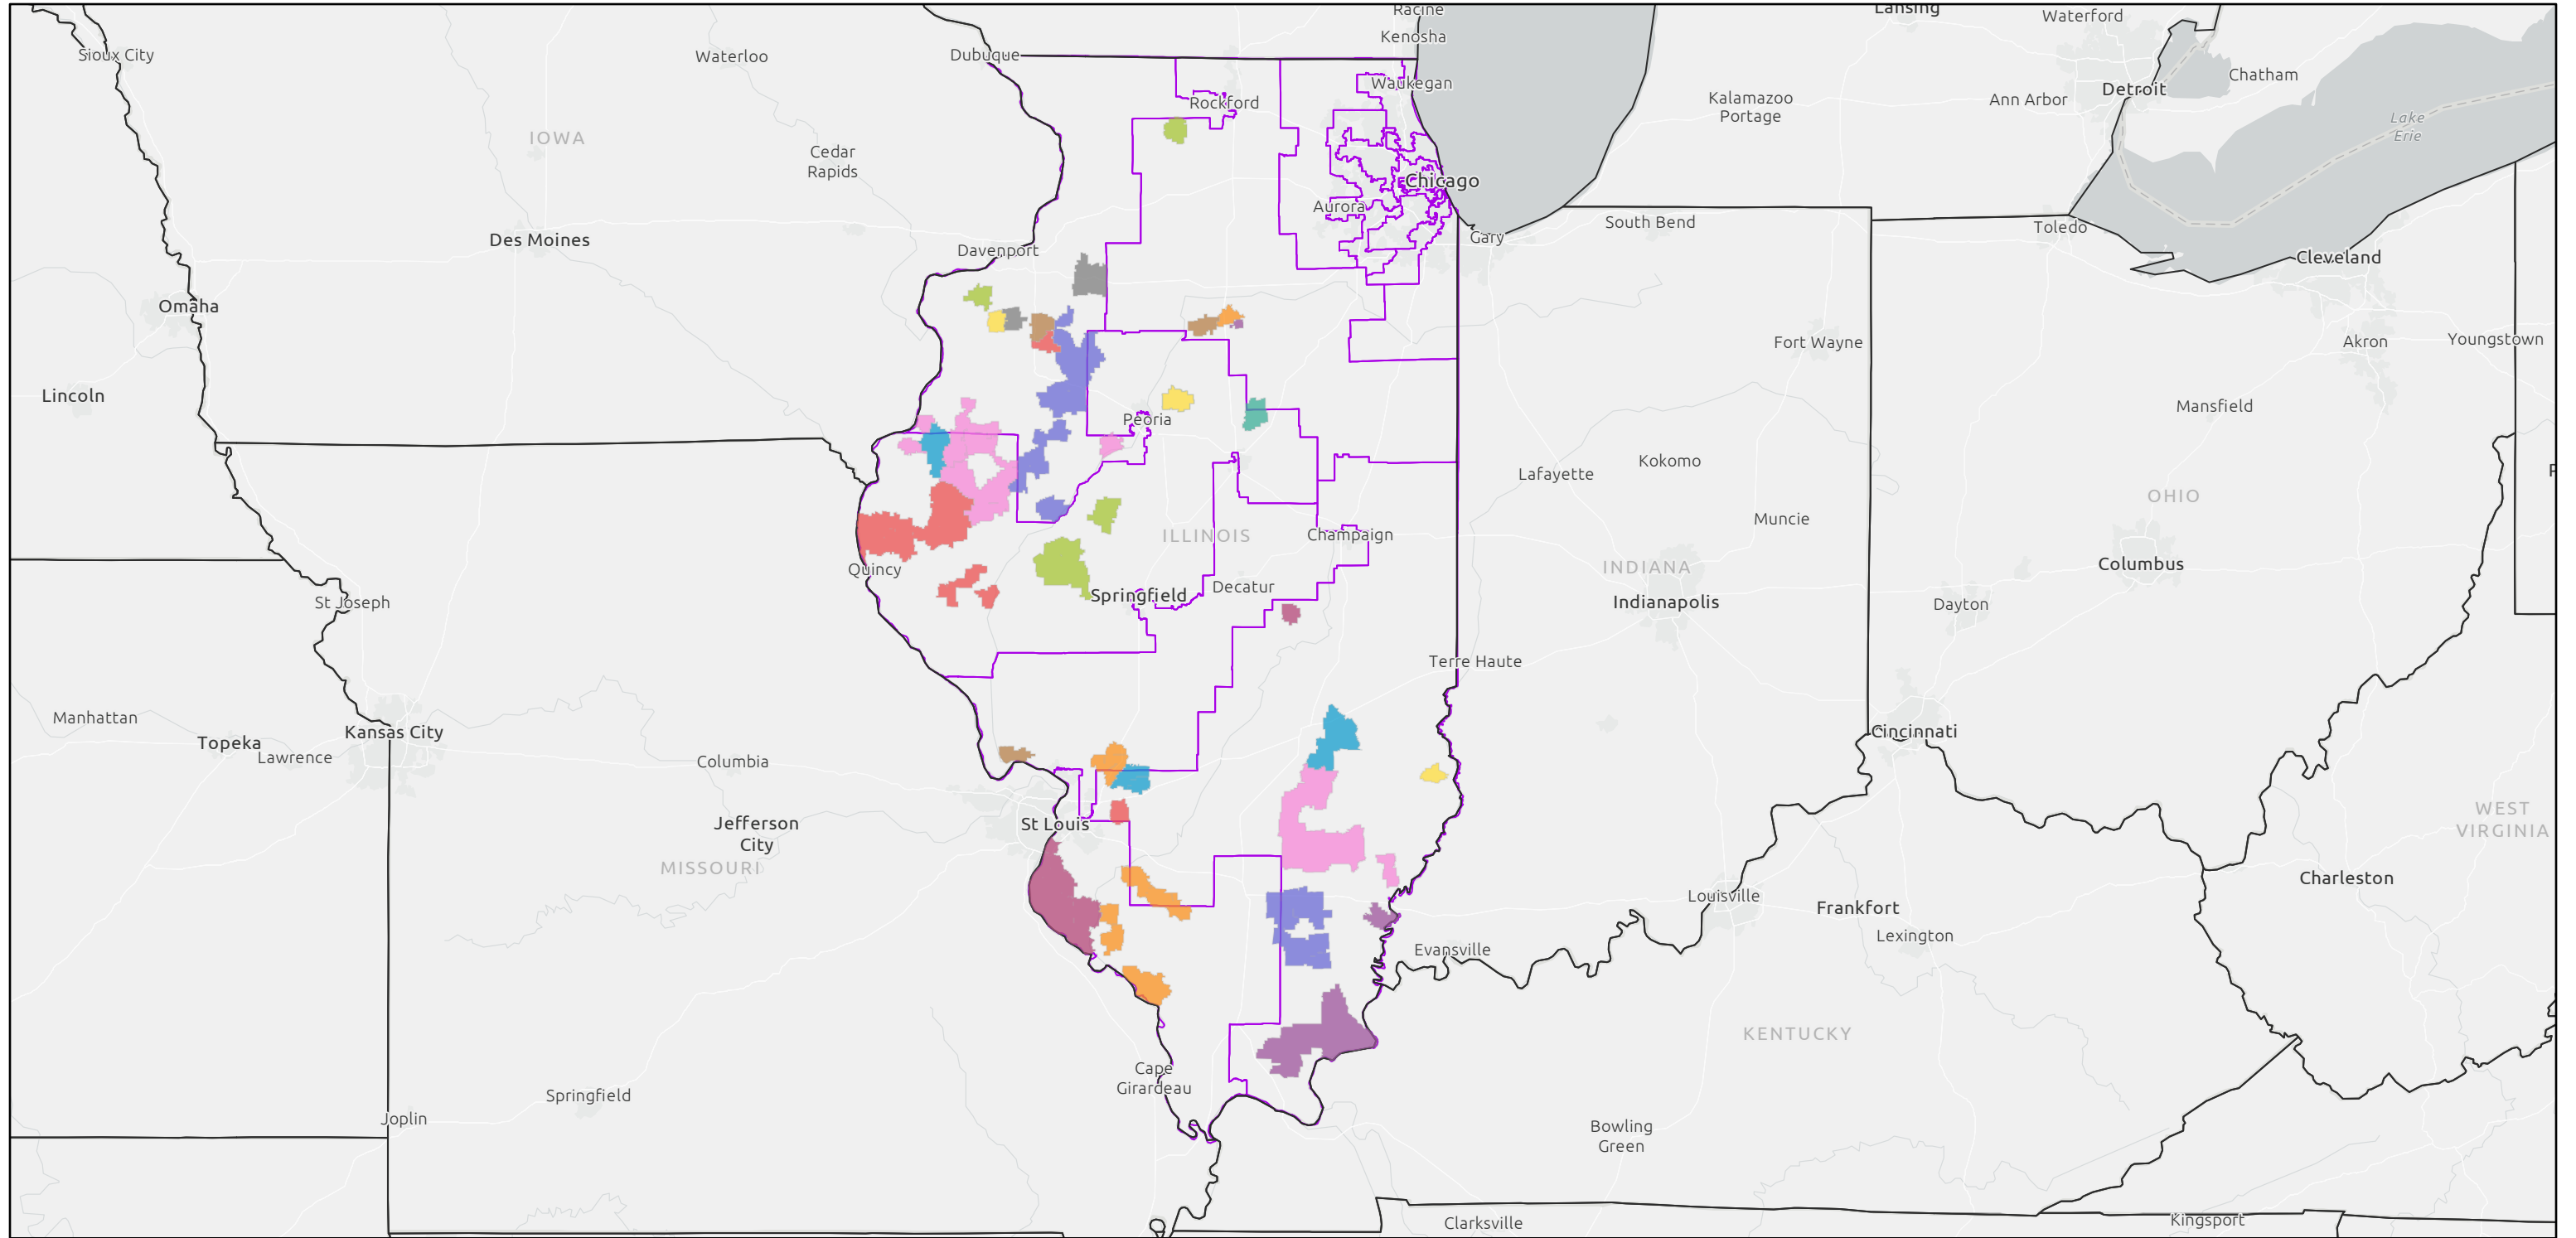 Racine
Lansing
Waterford
Kenosha
Sioux City
Waterloo
Dubuque
Waukegan
Detroit
Chatham
Rockford
Kalamazoo
Portage
Ann Arbor
Lake
Erie
IOWA
Cedar
Rapids
Chicago
Aurora
South Bend
Toledo
Des Moines
Davenport
Gary
Cleveland
Omaha
Fort Wayne
Akron
Youngstown
Lincoln
Peoria
Mansfield
Lafayette
Kokomo
OHIO
Muncie
ILLINOIS
Champaign
Columbus
Quincy
INDIANA
Springfield
Decatur
Indianapolis
St Joseph
Dayton
Terre Haute
Manhattan
Topeka
Kansas City
Lawrence
Columbia
Cincinnati
Jefferson
City
St Louis
WEST
VIRGINIA
MISSOURI
Charleston
Louisville
Frankfort
Lexington
Evansville
KENTUCKY
Cape
Girardeau
Springfield
Joplin
Bowling
Green
Clarksville
Kingsport